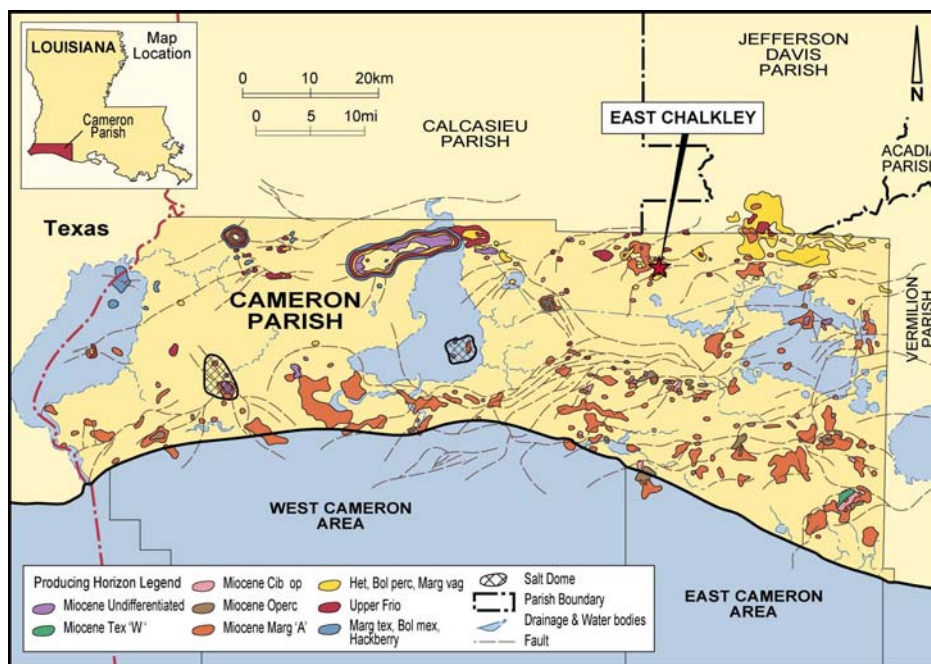 LOUISIANA
Map
Location
Cameron
Parish
0 10 20km
0 5 10mi
JEFFERSON
DAVIS
PARISH
N
EAST CHALKLEY
CALCASIEU
PARISH
ACADIA
PARISH
Texas
CAMERON
PARISH
VERMILION
PARISH
WEST CAMERON
AREA
EAST CAMERON
AREA
Producing Horizon Legend
Miocene Undifferentiated
Miocene Tex 'W'
Miocene Cib op
Miocene Operc
Miocene Marg 'A'
Het, Bol perc, Marg vag
Upper Frio
Marg tex, Bol mex,
Hackberry
Salt Dome
Parish Boundary
Drainage & Water bodies
Fault